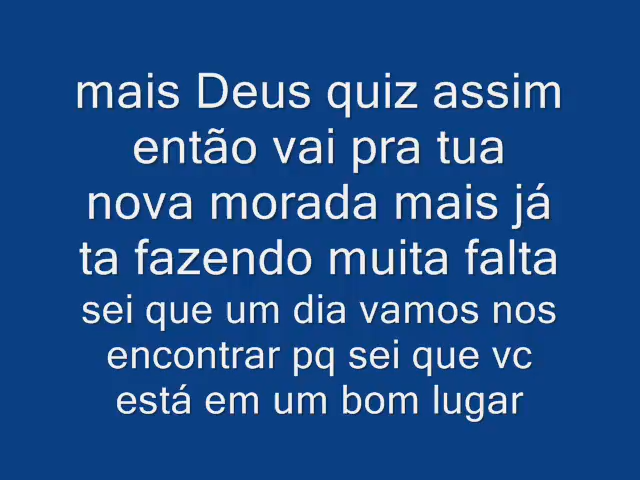 mais Deus quiz assim
então vai pra tua
nova morada mais já
ta fazendo muita falta
sei que um dia vamos nos
encontrar pq sei que vc
está em um bom lugar